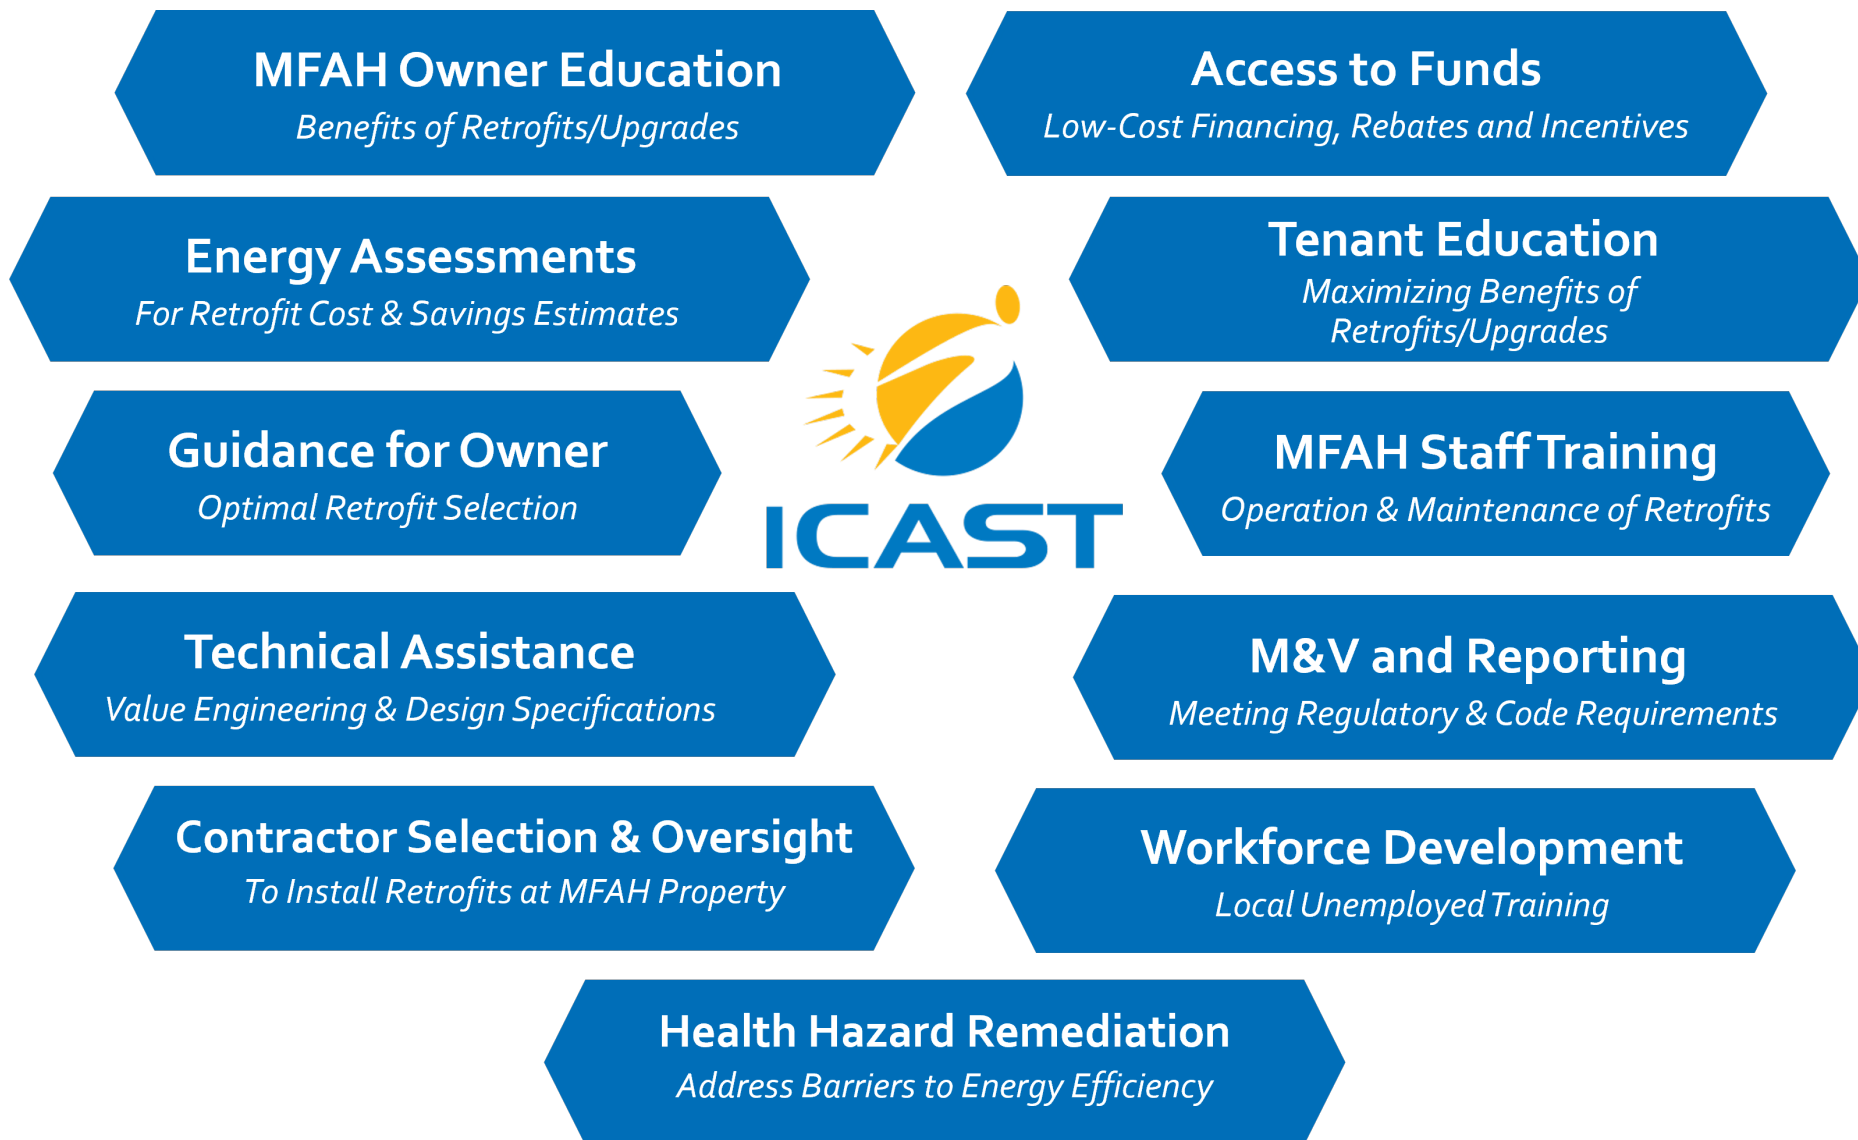 MFAH Owner Education
Benefits of Retrofits/Upgrades
Access to Funds
Low-Cost Financing, Rebates and Incentives
Energy Assessments
For Retrofit Cost & Savings Estimates
Tenant Education
Maximizing Benefits of
Retrofits/Upgrades
Guidance for Owner
Optimal Retrofit Selection
ICAST
MFAH Staff Training
Operation & Maintenance of Retrofits
Technical Assistance
Value Engineering & Design Specifications
M&V and Reporting
Meeting Regulatory & Code Requirements
Contractor Selection & Oversight
To Install Retrofits at MFAH Property
Workforce Development
Local Unemployed Training
Health Hazard Remediation
Address Barriers to Energy Efficiency